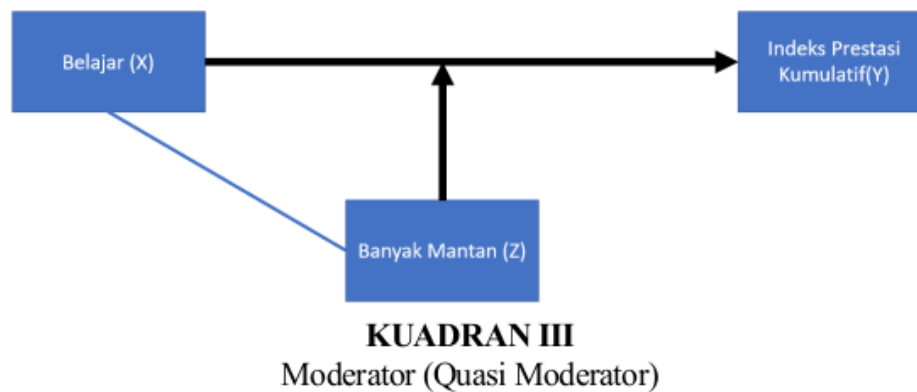 Belajar (X)
Indeks Prestasi
Kumulatif(Y)
Banyak Mantan (Z)
KUADRAN III
Moderator (Quasi Moderator)